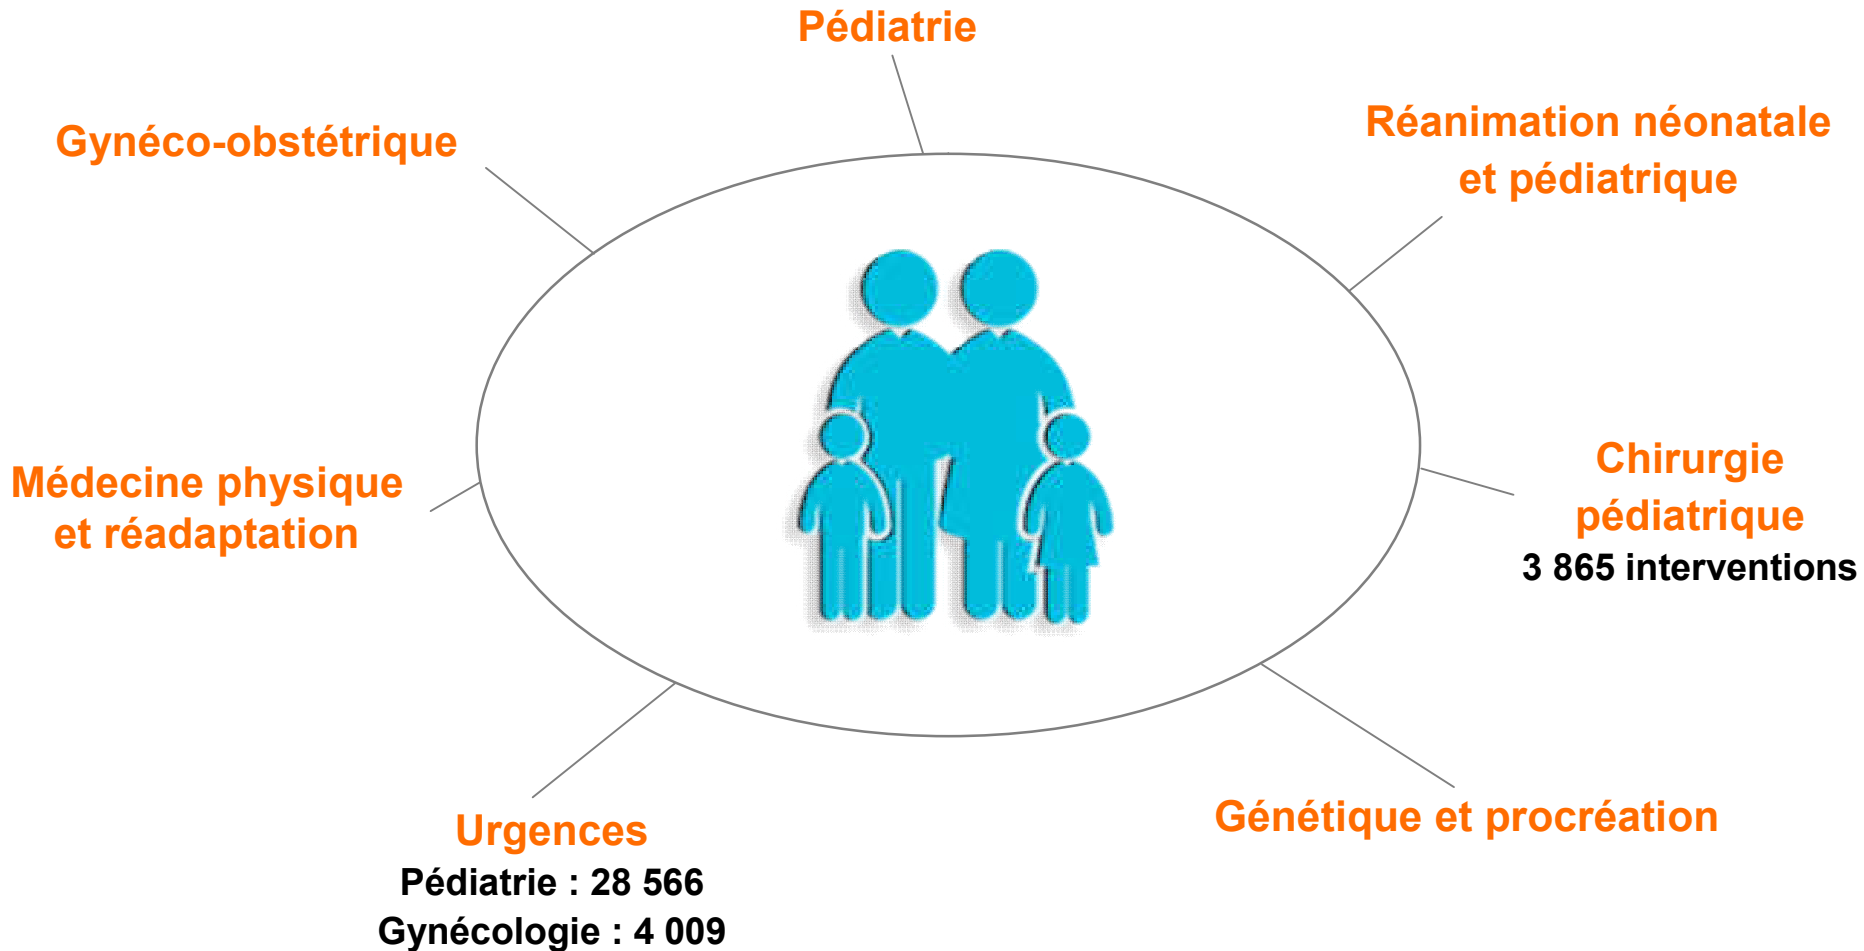 Pédiatrie
Gynéco-obstétrique
Réanimation néonatale
et pédiatrique
Médecine physique
et réadaptation
Chirurgie
pédiatrique
3 865 interventions
Urgences
Pédiatrie : 28 566
Gynécologie : 4 009
Génétique et procréation